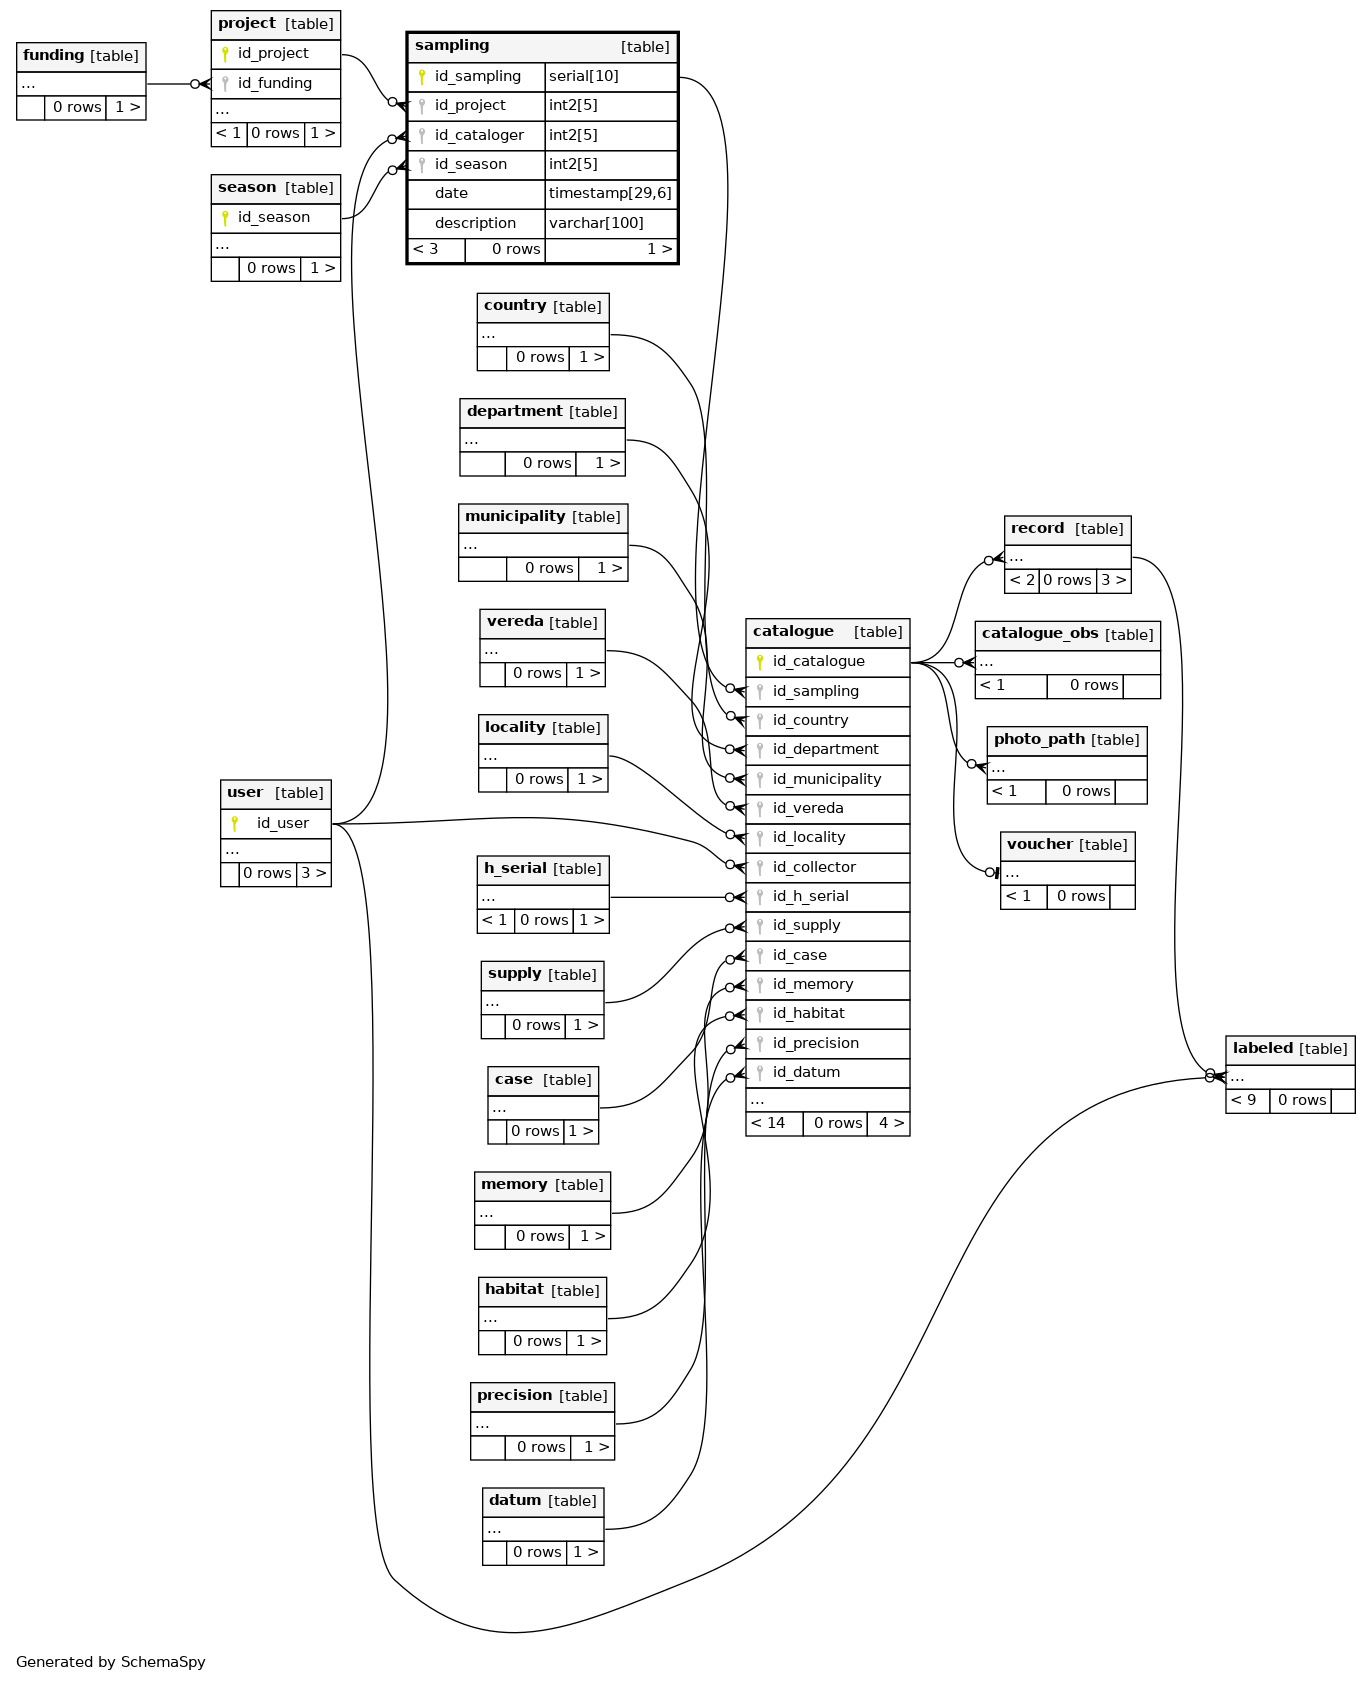 funding [table]
...
0 rows 1 >
project [table]
id_project
id_funding
...
< 1 0 rows 1 >
season [table]
id_season
...
0 rows 1 >
sampling [table]
id_sampling serial[10]
id_project int2[5]
id_cataloger int2[5]
id_season int2[5]
date timestamp[29,6]
description varchar[100]
< 3 0 rows 1 >
country [table]
...
0 rows 1 >
department [table]
...
0 rows 1 >
municipality [table]
...
0 rows 1 >
vereda [table]
...
0 rows 1 >
locality [table]
...
0 rows 1 >
user [table]
id_user
...
0 rows 3 >
h_serial [table]
...
< 1 0 rows 1 >
supply [table]
...
0 rows 1 >
case [table]
...
0 rows 1 >
memory [table]
...
0 rows 1 >
habitat [table]
...
0 rows 1 >
precision [table]
...
0 rows 1 >
datum [table]
...
0 rows 1 >
catalogue [table]
id_catalogue
id_sampling
id_country
id_department
id_municipality
id_vereda
id_locality
id_collector
id_h_serial
id_supply
id_case
id_memory
id_habitat
id_precision
id_datum
...
< 14 0 rows 4 >
record [table]
...
< 2 0 rows 3 >
catalogue_obs [table]
...
< 1 0 rows
photo_path [table]
...
< 1 0 rows
voucher [table]
...
< 1 0 rows
labeled [table]
...
< 9 0 rows
Generated by SchemaSpy